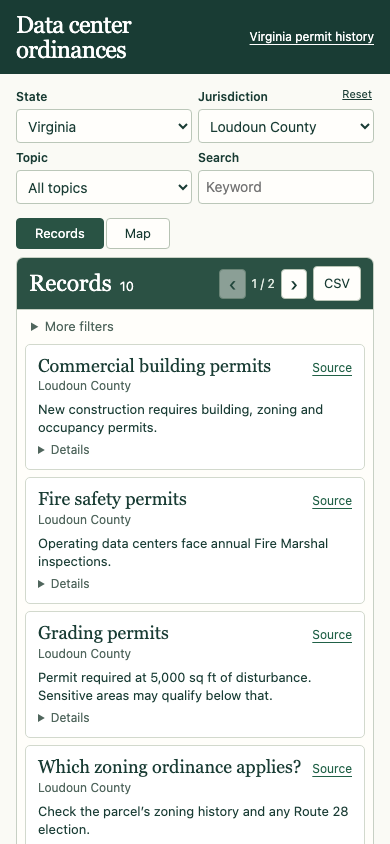 Data center
ordinances
Virginia permit history
State
Jurisdiction
Reset
Virginia
Loudoun County
Topic
Search
All topics
Keyword
Records
Map
Records 10
‹
1 / 2
›
CSV
▶ More filters
Commercial building permits
Source
Loudoun County
New construction requires building, zoning and
occupancy permits.
▶ Details
Fire safety permits
Source
Loudoun County
Operating data centers face annual Fire Marshal
inspections.
▶ Details
Grading permits
Source
Loudoun County
Permit required at 5,000 sq ft of disturbance.
Sensitive areas may qualify below that.
▶ Details
Which zoning ordinance applies?
Source
Loudoun County
Check the parcel's zoning history and any Route 28
election.